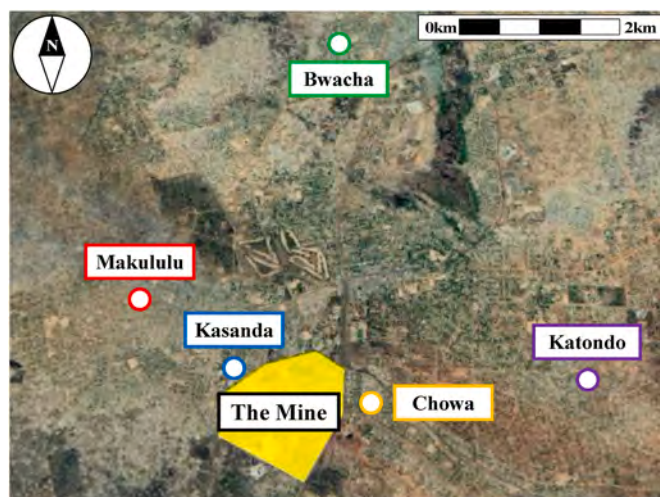 N
0km 2km
Bwacha
Makululu
Kasanda
Katondo
The Mine
Chowa